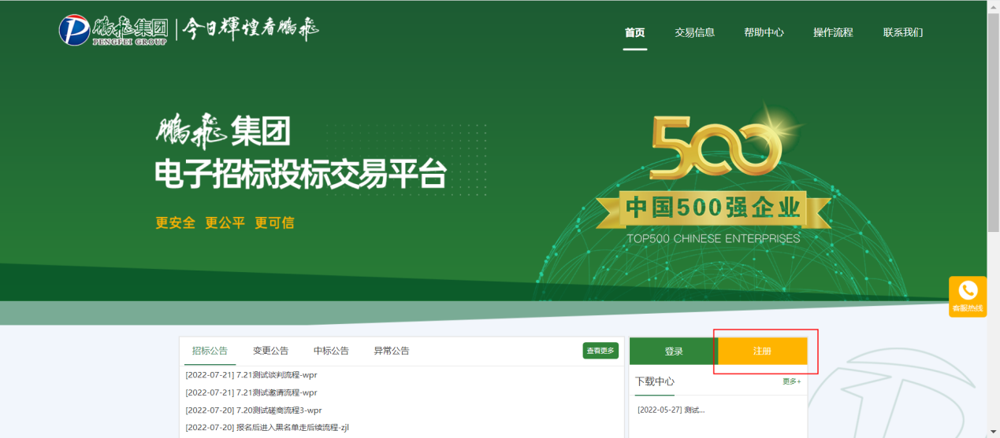 鹏飞集团 今日辉煌看鹏飞
PENGFEI GROUP
首页 交易信息 帮助中心 操作流程 联系我们
鹏飞集团
电子招标投标交易平台
更安全 更公平 更可信
500
中国500强企业
TOP500 CHINESE ENTERPRISES
客服热线
招标公告 变更公告 中标公告 异常公告 查看更多
登录 注册
[2022-07-21] 7.21测试谈判流程-wpr
[2022-07-21] 7.21测试邀请流程-wpr
[2022-07-20] 7.20测试磋商流程3-wpr
[2022-07-20] 报名后进入黑名单走后续流程-zjl
下载中心 更多+
[2022-05-27] 测试...